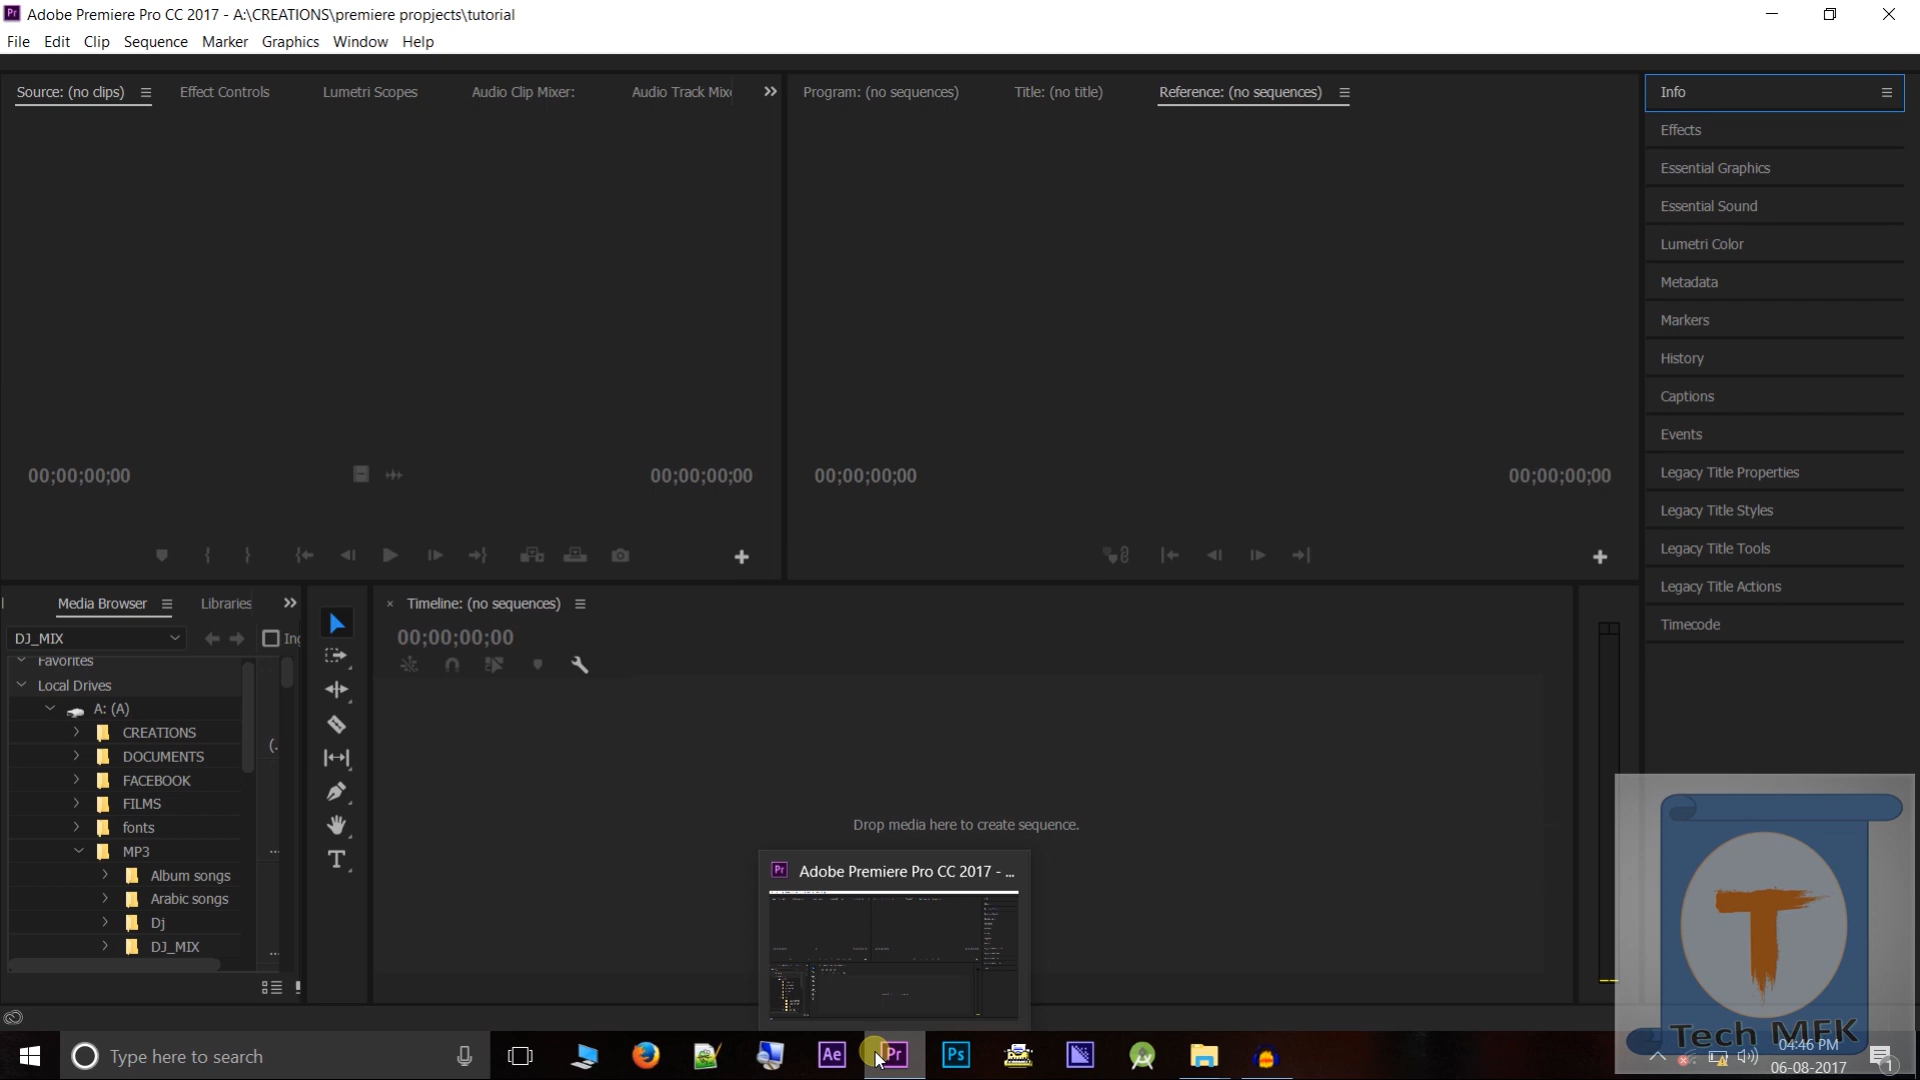 Adobe Premiere Pro CC 2017 - A:\CREATIONS\premiere propjects\tutorial
File Edit Clip Sequence Marker Graphics Window Help
Source: (no clips) Effect Controls Lumetri Scopes Audio Clip Mixer: Audio Track Mix
Program: (no sequences) Title: (no title) Reference: (no sequences)
Info
Effects
Essential Graphics
Essential Sound
Lumetri Color
Metadata
Markers
History
Captions
Events
Legacy Title Properties
Legacy Title Styles
Legacy Title Tools
Legacy Title Actions
Timecode
00;00;00;00 00;00;00;00 00;00;00;00 00;00;00;00
Media Browser Libraries
DJ_MIX Ing
Favorites
Local Drives
A: (A)
CREATIONS
DOCUMENTS
FACEBOOK
FILMS
fonts
MP3
Album songs
Arabic songs
Dj
DJ_MIX
Timeline: (no sequences)
00;00;00;00
Drop media here to create sequence.
Adobe Premiere Pro CC 2017 - ...
T
Tech MFK
Type here to search
Ae Pr Ps
04:46 PM
06-08-2017
1